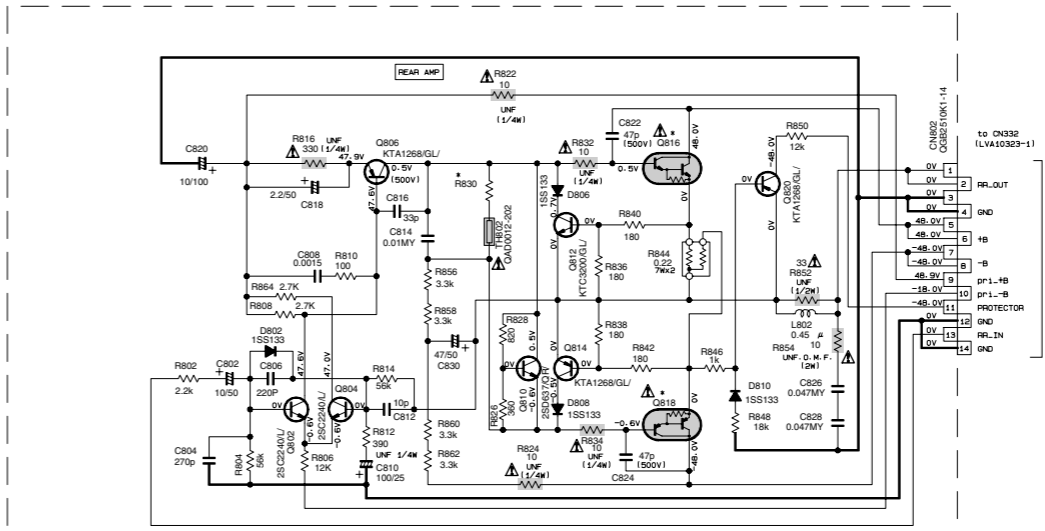 REAR AMP
R822
10
UNF
(1/4W)
CN802
QGB2510K1-14
to CN332
(LVA10323-1)
C820
10/100
R816
330
UNF
(1/4W)
47.9V
Q806
KTA1268/GL/
0.5V
(500V)
47.6V
2.2/50
C818
C816
33p
C814
0.01MY
*
R830
TH802
QAD0012-202
1SS133
D806
0.7V
R832
10
UNF
(1/4W)
C822
47p
(500V)
0.5V
*
Q816
48.0V
0V
-48.0V
R850
12k
Q820
KTA1268/GL/
0V
Q812
KTC3200/GL/
0V
R840
180
R836
180
R844
0.22
7Wx2
C808
0.0015
R810
100
R864
2.7K
R808
2.7K
R856
3.3k
R858
3.3k
47/50
C830
R828
820
0.5V
R838
180
33
R852
UNF
(1/2W)
L802
0.45 μ
R854
10
UNF.O.M.F.
(2W)
D802
1SS133
C806
220P
R802
2.2k
C802
10/50
0V
47.6V
47.0V
R814
56k
0V
10p
C812
Q810
2SD637/QR/
-0.6V
R826
360
Q814
KTA1268/GL/
0V
-0.5V
D808
1SS133
R842
180
R846
1k
D810
1SS133
R848
18k
C826
0.047MY
C828
0.047MY
C804
270p
R804
56k
-0.6V
Q802
2SC2240/L/
Q804
2SC2240/L/
-0.6V
R806
12K
R812
390
UNF 1/4W
C810
100/25
R860
3.3k
R862
3.3k
R824
10
UNF
(1/4W)
R834
10
UNF
(1/4W)
-0.6V
47p
(500V)
C824
*
Q818
0V
-48.0V
0V
1
0V
2
RR_OUT
0V
3
0V
4
GND
48.0V
5
48.0V
6
+B
-48.0V
7
-48.0V
8
-B
48.9V
9
pri_+B
-18.0V
10
pri_-B
-48.0V
11
PROTECTOR
0V
12
GND
0V
13
RR_IN
0V
14
GND